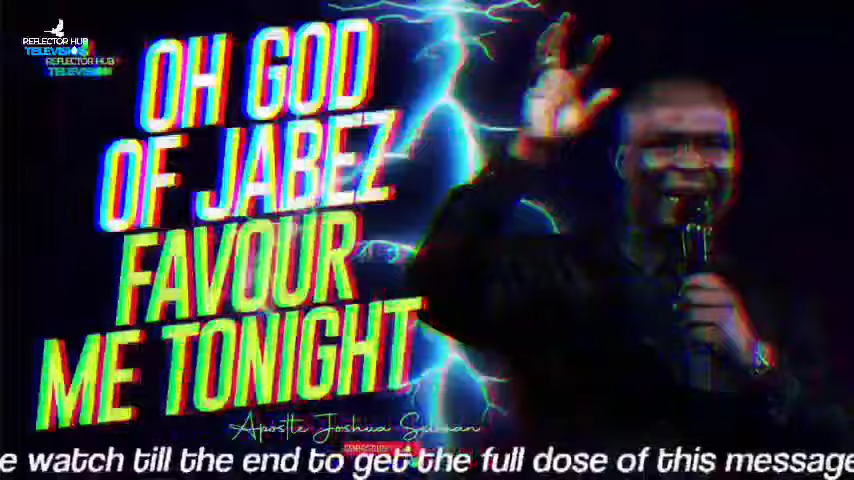 REFLECTOR HUB
TELEVISION
REFLECTOR HUB
TELEVISION
OH GOD
OF JABEZ
FAVOUR
ME TONIGHT
Apostle Joshua Selman
e watch till the end to get the full dose of this message